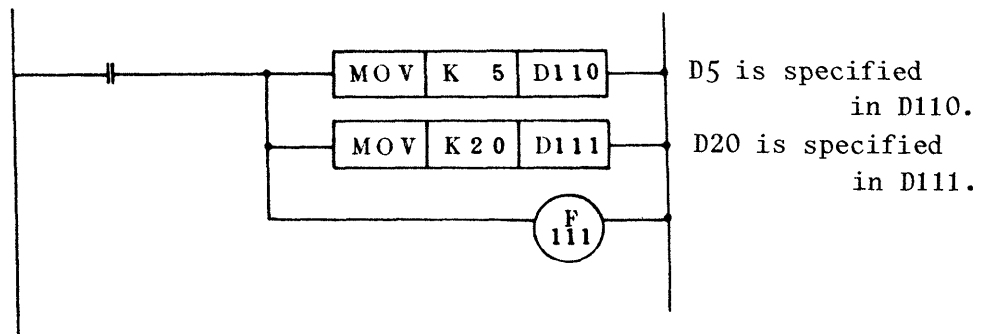 MOV K 5 D110 D5 is specified
in D110.
MOV K20 D111 D20 is specified
in D111.
F
111